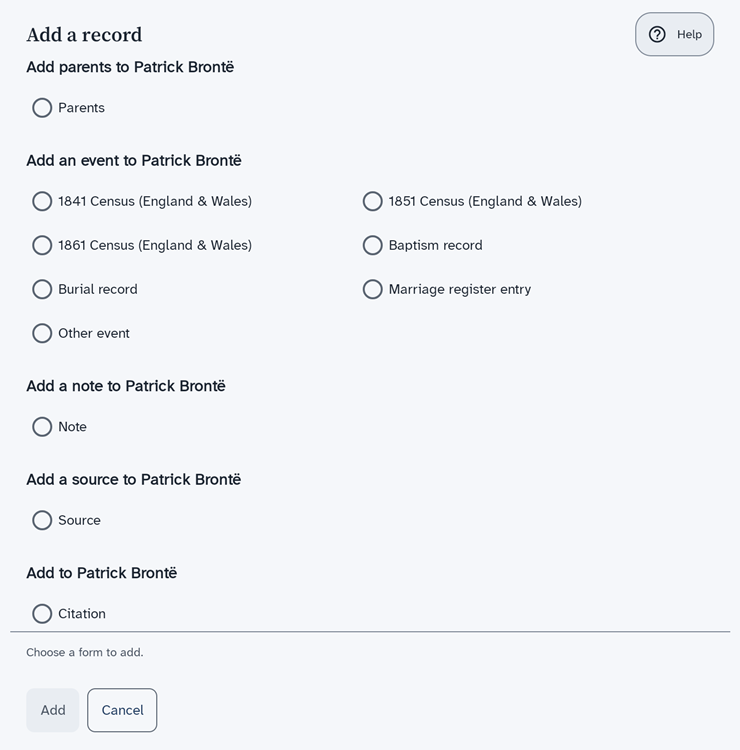 Add a record
Help
Add parents to Patrick Brontë
Parents
Add an event to Patrick Brontë
1841 Census (England & Wales)
1851 Census (England & Wales)
1861 Census (England & Wales)
Baptism record
Burial record
Marriage register entry
Other event
Add a note to Patrick Brontë
Note
Add a source to Patrick Brontë
Source
Add to Patrick Brontë
Citation
Choose a form to add.
Add
Cancel